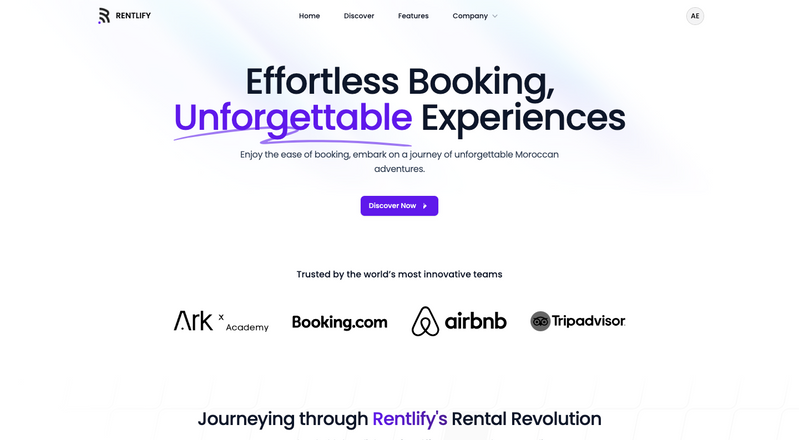 RENTLIFY
Home Discover Features Company
AE
Effortless Booking,
Unforgettable Experiences
Enjoy the ease of booking, embark on a journey of unforgettable Moroccan
adventures.
Discover Now
Trusted by the world's most innovative teams
Ark x Academy
Booking.com
airbnb
Tripadvisor
Journeying through Rentlify's Rental Revolution